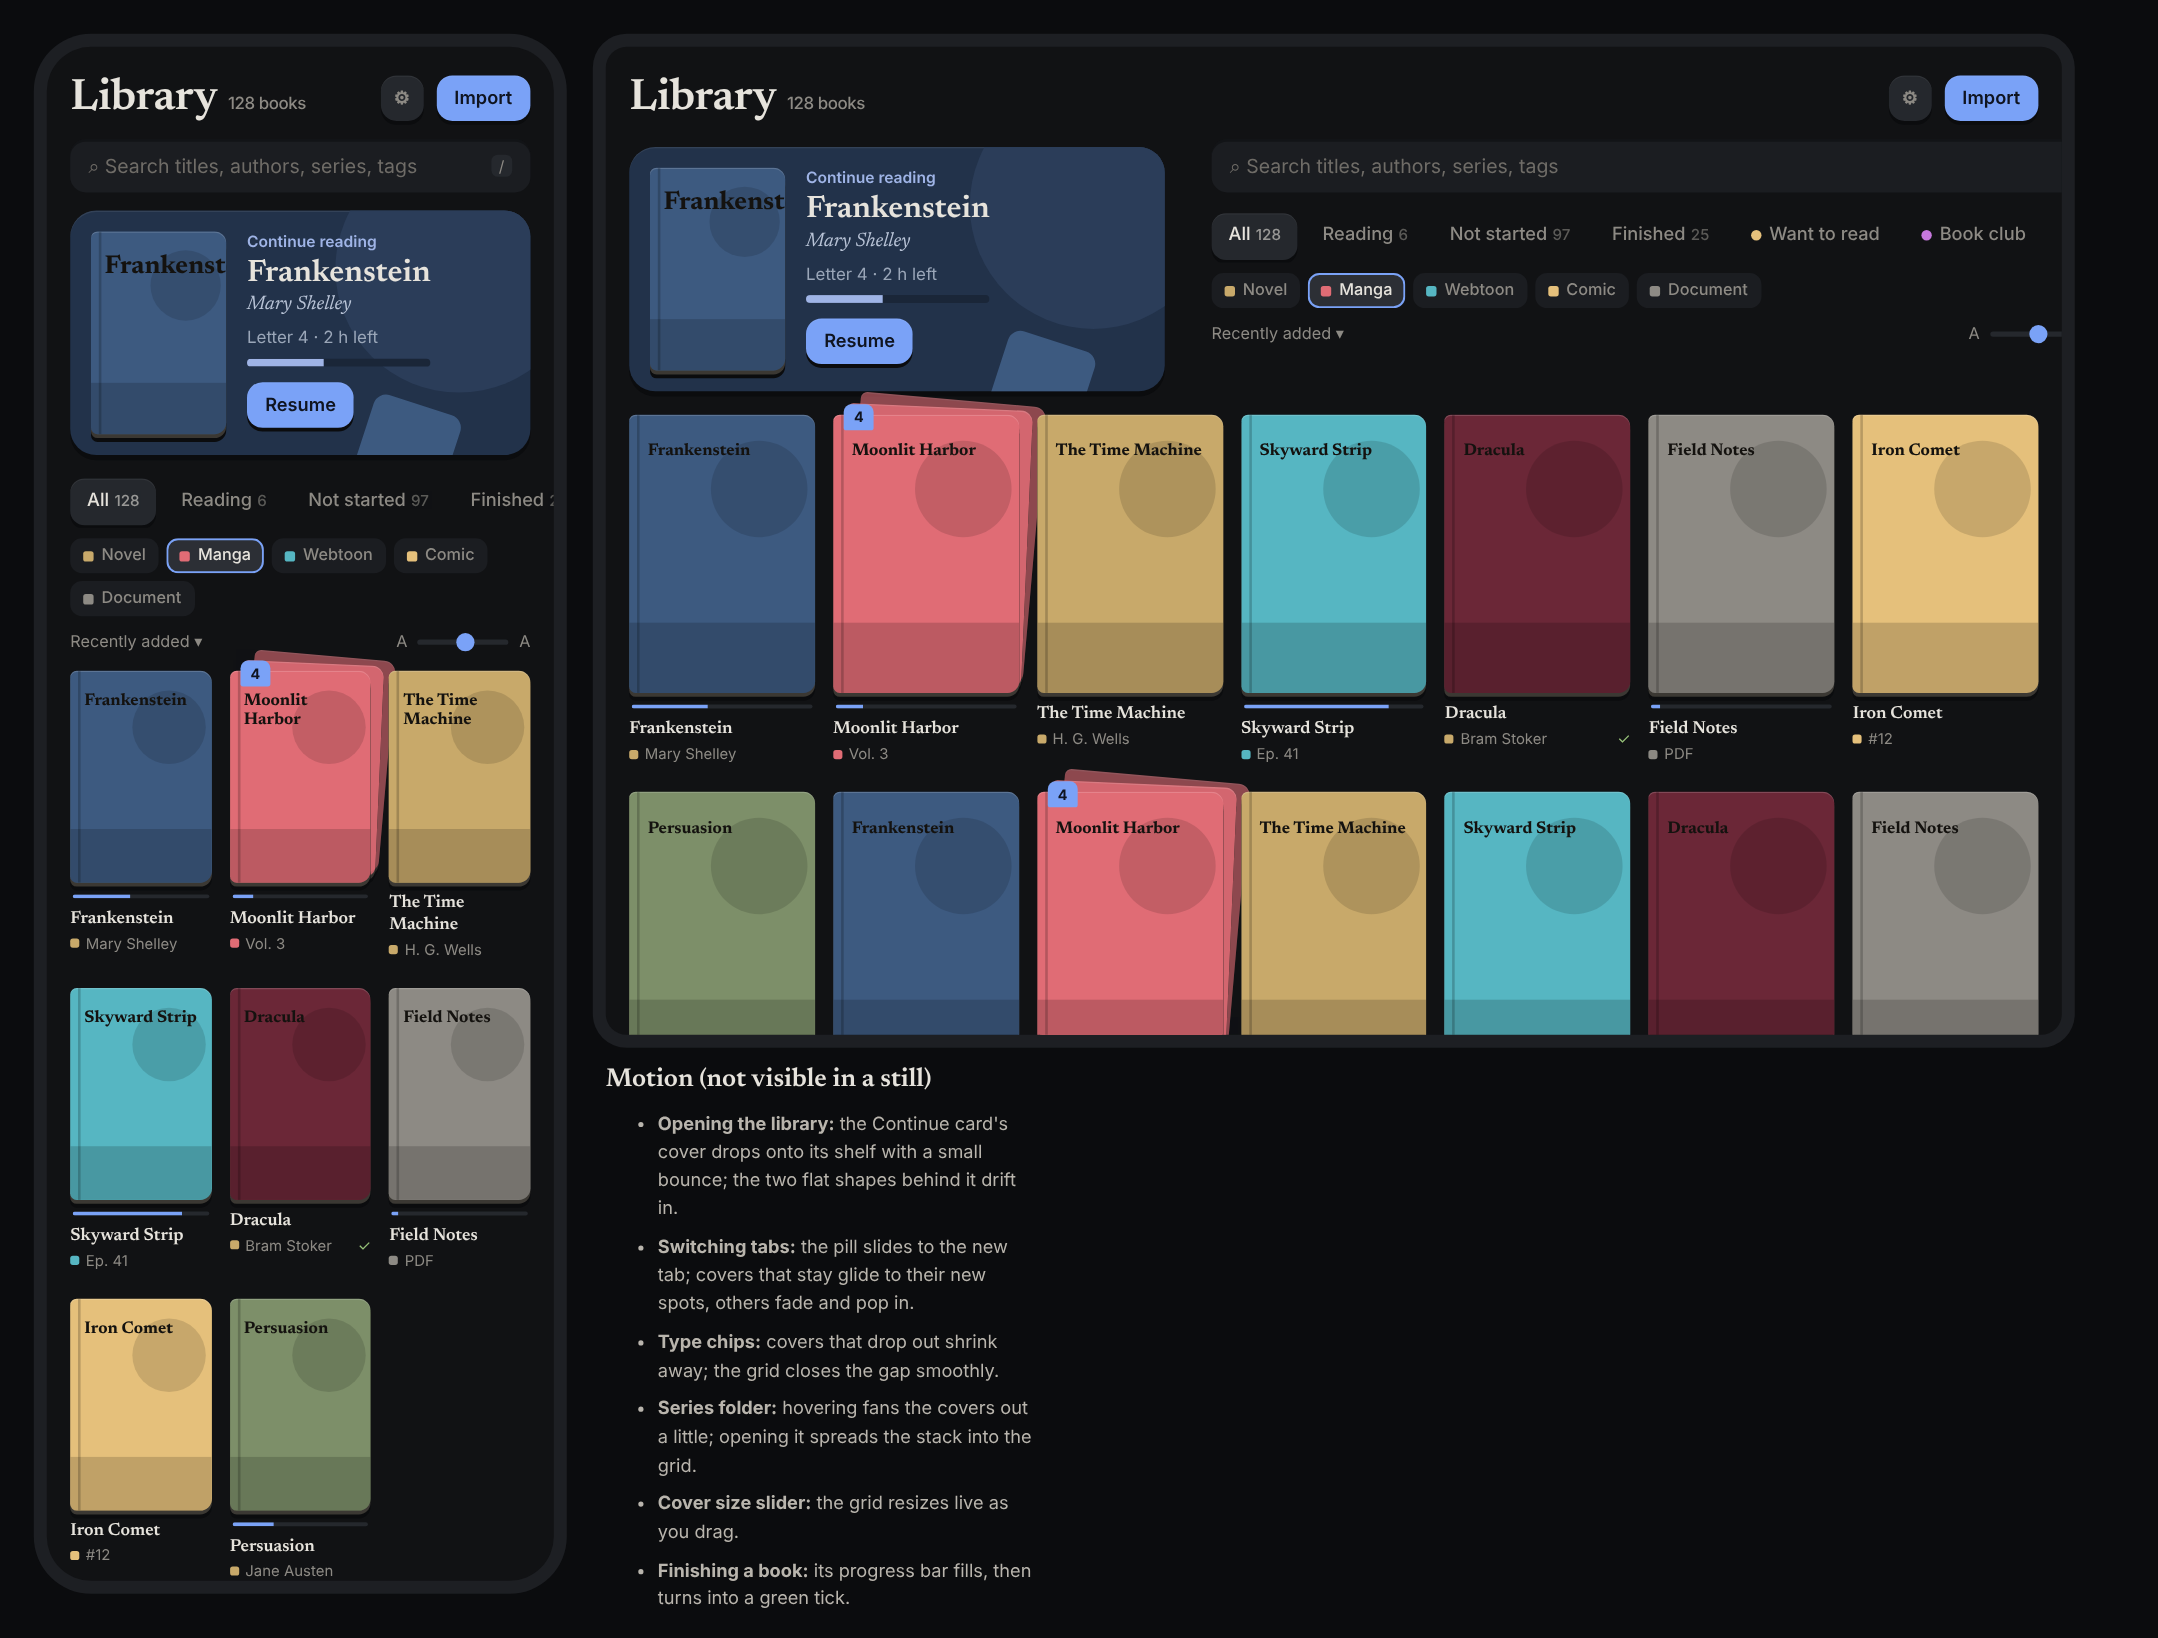 Library 128 books
⚙ Import
⌕ Search titles, authors, series, tags /
Frankenst
Continue reading
Frankenstein
Mary Shelley
Letter 4 · 2 h left
Resume
All 128 Reading 6 Not started 97 Finished 2
Novel Manga Webtoon Comic
Document
Recently added ▾ A A
Frankenstein
4
Moonlit
Harbor
The Time
Machine
Frankenstein
Mary Shelley
Moonlit Harbor
Vol. 3
The Time
Machine
H. G. Wells
Skyward Strip
Dracula
Field Notes
Skyward Strip
Ep. 41
Dracula
Bram Stoker ✓
Field Notes
PDF
Iron Comet
Persuasion
Iron Comet
#12
Persuasion
Jane Austen
Library 128 books
⚙ Import
Frankenst
Continue reading
Frankenstein
Mary Shelley
Letter 4 · 2 h left
Resume
⌕ Search titles, authors, series, tags
All 128 Reading 6 Not started 97 Finished 25 Want to read Book club
Novel Manga Webtoon Comic Document
Recently added ▾ A
Frankenstein
4
Moonlit Harbor
The Time Machine
Skyward Strip
Dracula
Field Notes
Iron Comet
Frankenstein
Mary Shelley
Moonlit Harbor
Vol. 3
The Time Machine
H. G. Wells
Skyward Strip
Ep. 41
Dracula
Bram Stoker ✓
Field Notes
PDF
Iron Comet
#12
Persuasion
Frankenstein
4
Moonlit Harbor
The Time Machine
Skyward Strip
Dracula
Field Notes
Motion (not visible in a still)
• Opening the library: the Continue card's
cover drops onto its shelf with a small
bounce; the two flat shapes behind it drift
in.
• Switching tabs: the pill slides to the new
tab; covers that stay glide to their new
spots, others fade and pop in.
• Type chips: covers that drop out shrink
away; the grid closes the gap smoothly.
• Series folder: hovering fans the covers out
a little; opening it spreads the stack into the
grid.
• Cover size slider: the grid resizes live as
you drag.
• Finishing a book: its progress bar fills, then
turns into a green tick.